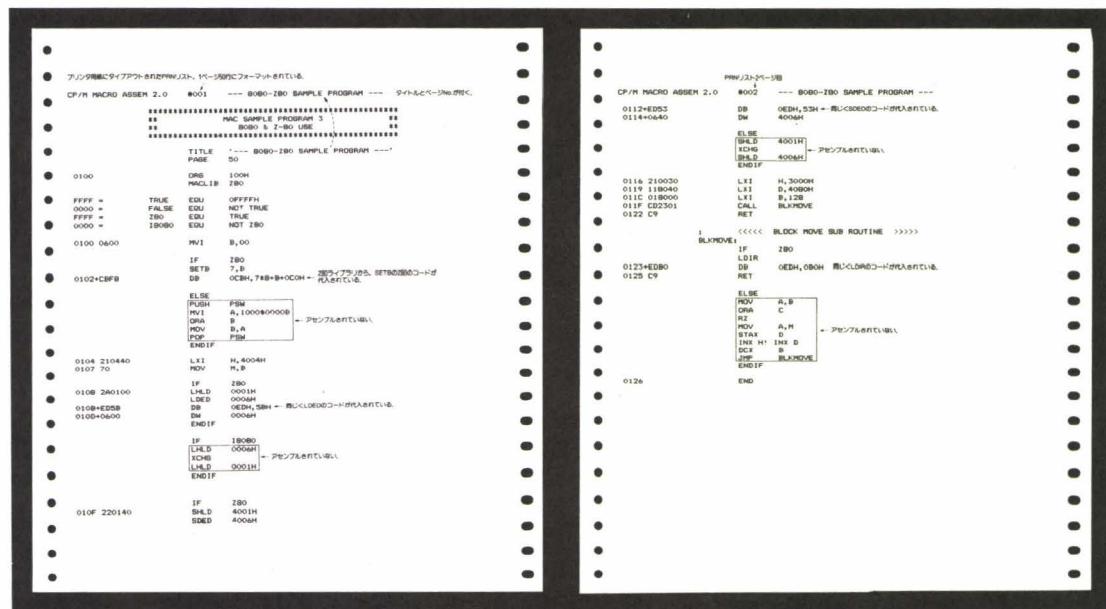 プリンタ用紙にタイプアウトされたPRNリスト、1ページ50行にフォーマットされている。
CP/M MACRO ASSEM 2.0 #001 --- 8080-Z80 SAMPLE PROGRAM --- タイトルとページNo.が付く。
**********************************************
** MAC SAMPLE PROGRAM 3 **
** 8080 & Z-80 USE **
**********************************************
TITLE '--- 8080-Z80 SAMPLE PROGRAM ---'
PAGE 50
0100 ORG 100H
MACLIB Z80
FFFF = TRUE EQU 0FFFFH
0000 = FALSE EQU NOT TRUE
FFFF = Z80 EQU TRUE
0000 = I8080 EQU NOT Z80
0100 0600 MVI B,00
IF Z80
SETB 7,B
0102+CBF8 DB 0CBH,7*8+B+0C0H ← Z80ライブラリから、SETBのZ80のコードが
代入されている。
ELSE
PUSH PSW
MVI A,1000$0000B
ORA B ← アセンブルされていない。
MOV B,A
POP PSW
ENDIF
0104 210440 LXI H,4004H
0107 70 MOV M,B
IF Z80
0108 2A0100 LHLD 0001H
LDED 0006H
010B+ED5B DB 0EDH,5BH ← 同じくLDEDのコードが代入されている。
010D+0600 DW 0006H
ENDIF
IF I8080
LHLD 0006H
XCHG ← アセンブルされていない。
LHLD 0001H
ENDIF
IF Z80
010F 220140 SHLD 4001H
SDED 4006H
PRNリスト2ページ目
CP/M MACRO ASSEM 2.0 #002 --- 8080-Z80 SAMPLE PROGRAM ---
0112+ED53 DB 0EDH,53H ← 同じくSDEDのコードが代入されている。
0114+0640 DW 4006H
ELSE
SHLD 4001H
XCHG ← アセンブルされていない。
SHLD 4006H
ENDIF
0116 210030 LXI H,3000H
0119 118040 LXI D,4080H
011C 018000 LXI B,128
011F CD2301 CALL BLKMOVE
0122 C9 RET
; <<<<< BLOCK MOVE SUB ROUTINE >>>>>
BLKMOVE:
IF Z80
LDIR
0123+EDB0 DB 0EDH,0B0H ← 同じくLDIRのコードが代入されている。
0125 C9 RET
ELSE
MOV A,B
ORA C
RZ
MOV A,M ← アセンブルされていない。
STAX D
INX H! INX D
DCX B
JMP BLKMOVE
ENDIF
0126 END